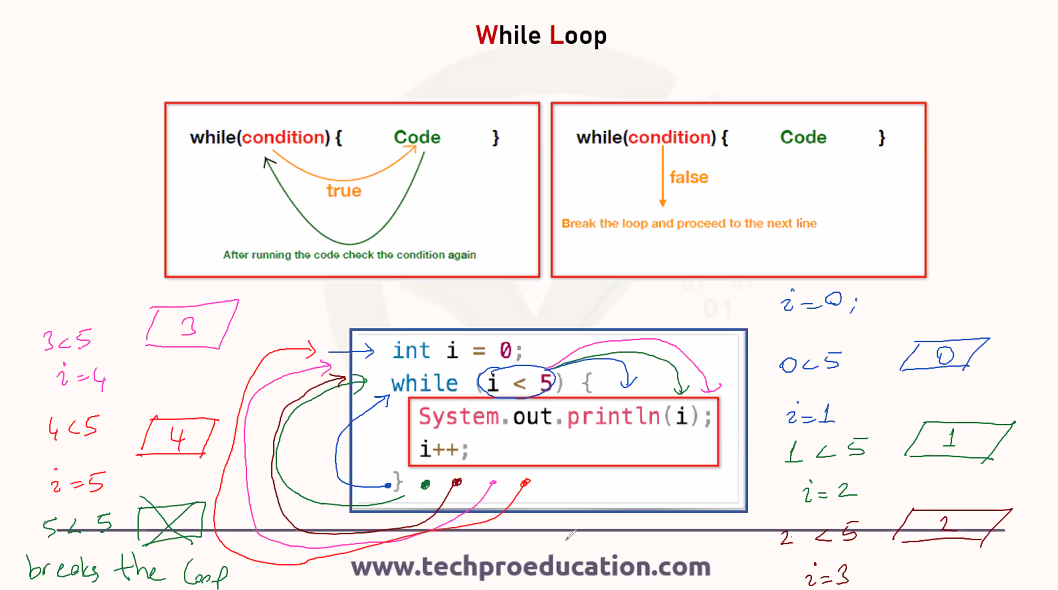 While Loop
while(condition) { Code }
true
After running the code check the condition again
while(condition) { Code }
false
Break the loop and proceed to the next line
01
int i = 0;
while (i < 5) {
System.out.println(i);
i++;
}
i=0;
0<5 0
i=1
1 < 5 1
i=2
2 < 5 2
i=3
3<5 3
i=4
4<5 4
i=5
5<5
breaks the loop
www.techproeducation.com